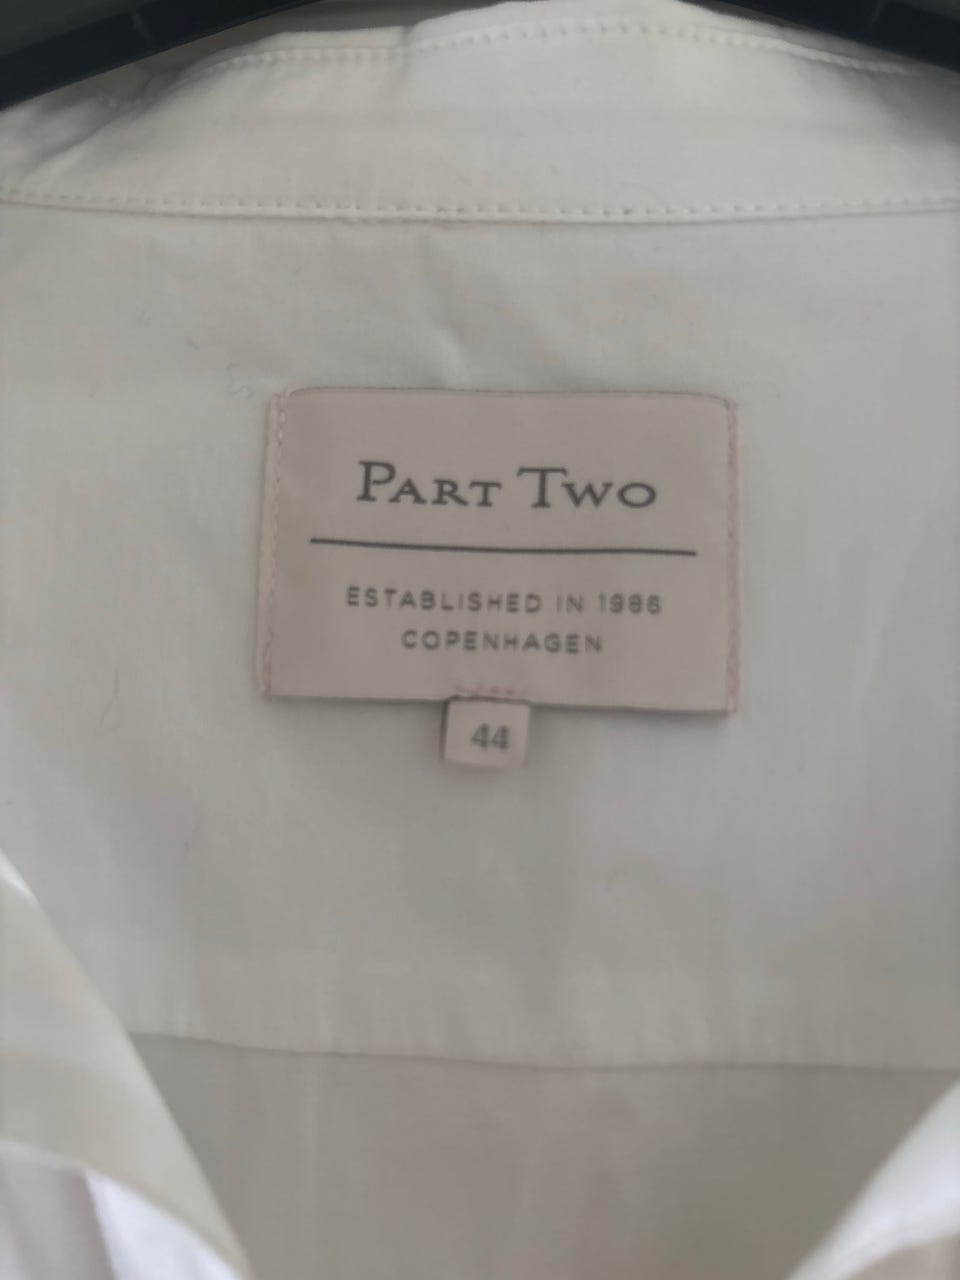 PART TWO
ESTABLISHED IN 1986
COPENHAGEN
44